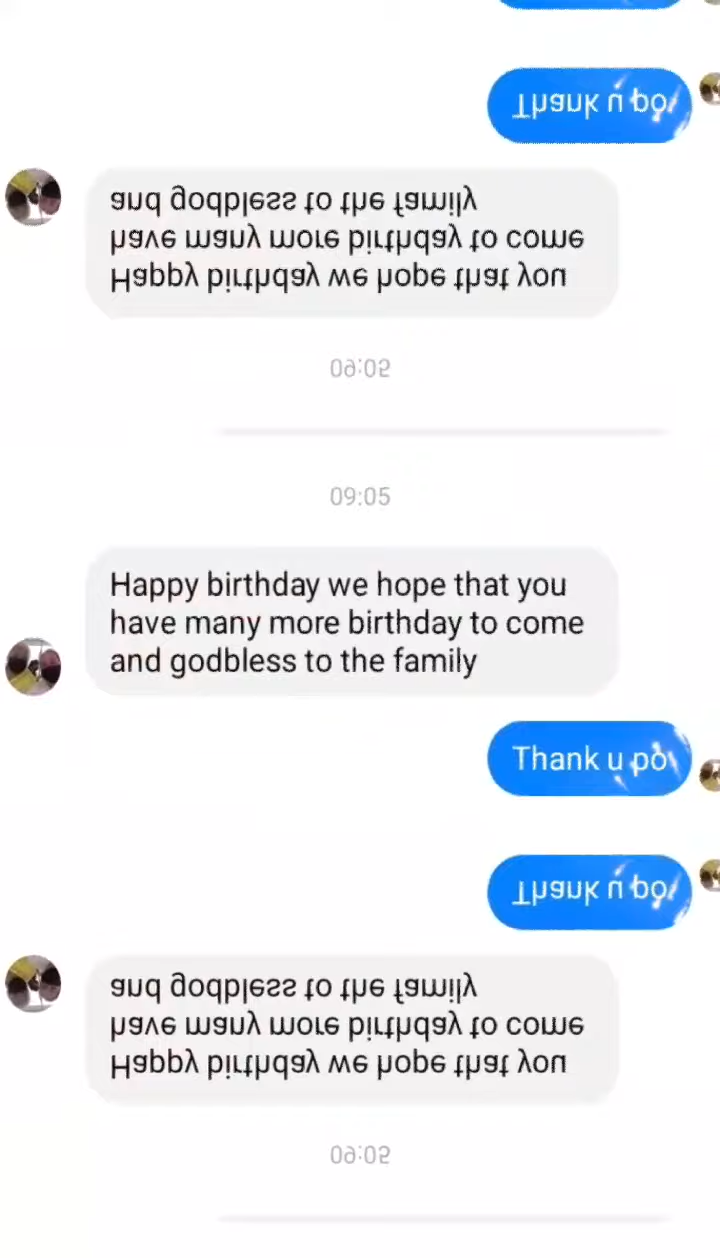 Thank u po
and godbless to the family
have many more birthday to come
Happy birthday we hope that you
09:05
09:05
Happy birthday we hope that you
have many more birthday to come
and godbless to the family
Thank u po
Thank u po
and godbless to the family
have many more birthday to come
Happy birthday we hope that you
09:05